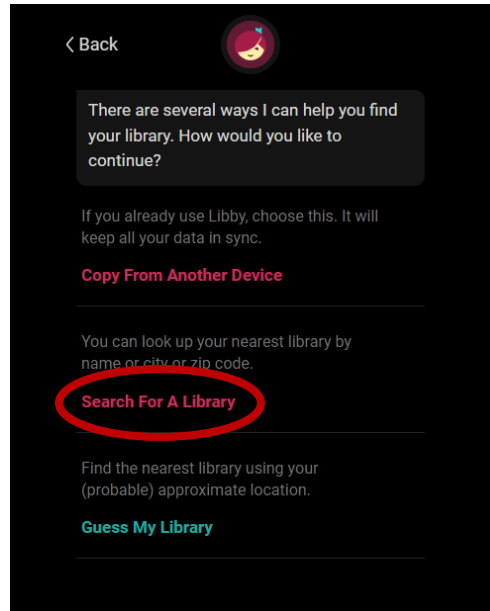 Back
There are several ways I can help you find
your library. How would you like to
continue?
If you already use Libby, choose this. It will
keep all your data in sync.
Copy From Another Device
You can look up your nearest library by
name or city or zip code.
Search For A Library
Find the nearest library using your
(probable) approximate location.
Guess My Library